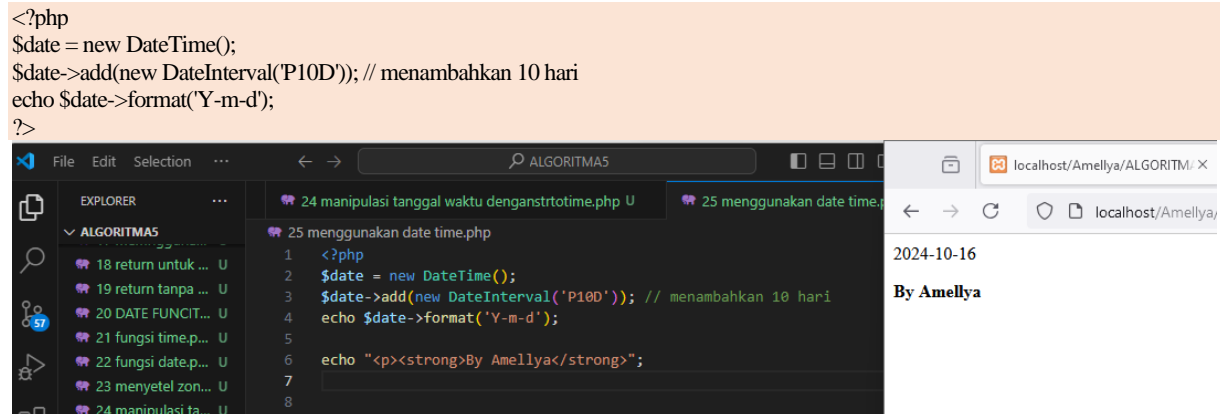 <?php
$date = new DateTime();
$date->add(new DateInterval('P10D')); // menambahkan 10 hari
echo $date->format('Y-m-d');
?>
File Edit Selection ··· ALGORITMA5
localhost/Amellya/ALGORITMA
EXPLORER ···
24 manipulasi tanggal waktu denganstrtotime.php U
25 menggunakan date time.p
localhost/Amellya/
ALGORITMA5
25 menggunakan date time.php
18 return untuk ... U
19 return tanpa ... U
20 DATE FUNCIT... U
21 fungsi time.p... U
22 fungsi date.p... U
23 menyetel zon... U
24 manipulasi ta... U
57
1 <?php
2 $date = new DateTime();
3 $date->add(new DateInterval('P10D')); // menambahkan 10 hari
4 echo $date->format('Y-m-d');
5
6 echo "<p><strong>By Amellya</strong>";
7
8
2024-10-16
By Amellya